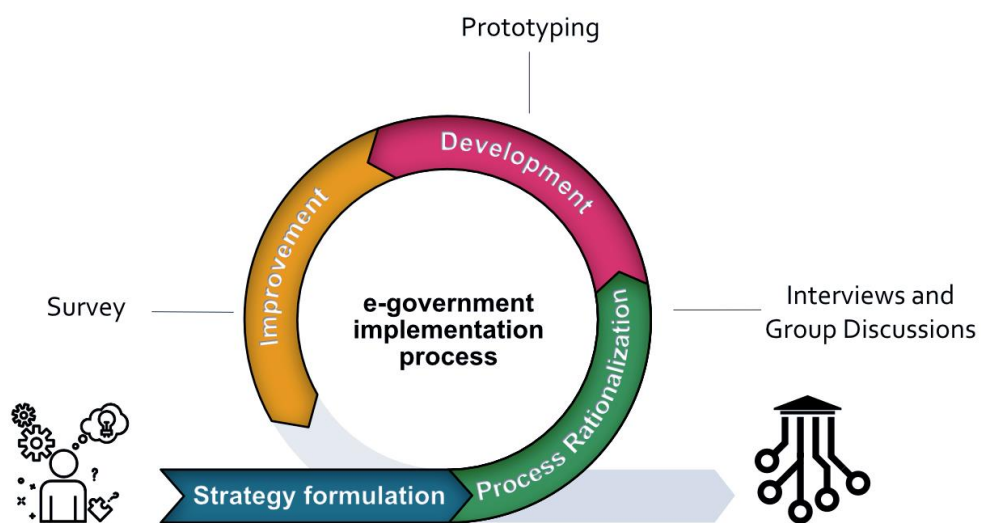 Prototyping
Development
Improvement
Survey
e-government
implementation
process
Interviews and
Group Discussions
Process Rationalization
Strategy formulation
?